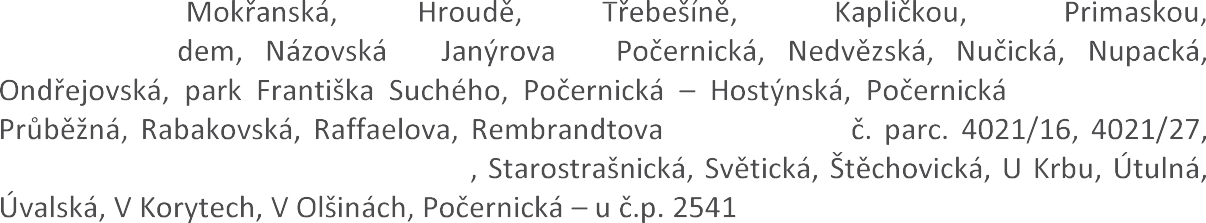 Mokřanská, Hroudě, Třebešíně, Kapličkou, Primaskou,
dem, Názovská Janýrova Počernická, Nedvězská, Nučická, Nupacká,
Ondřejovská, park Františka Suchého, Počernická – Hostýnská, Počernická
Průběžná, Rabakovská, Raffaelova, Rembrandtova č. parc. 4021/16, 4021/27,
, Starostrašnická, Světická, Štěchovická, U Krbu, Útulná,
Úvalská, V Korytech, V Olšinách, Počernická – u č.p. 2541